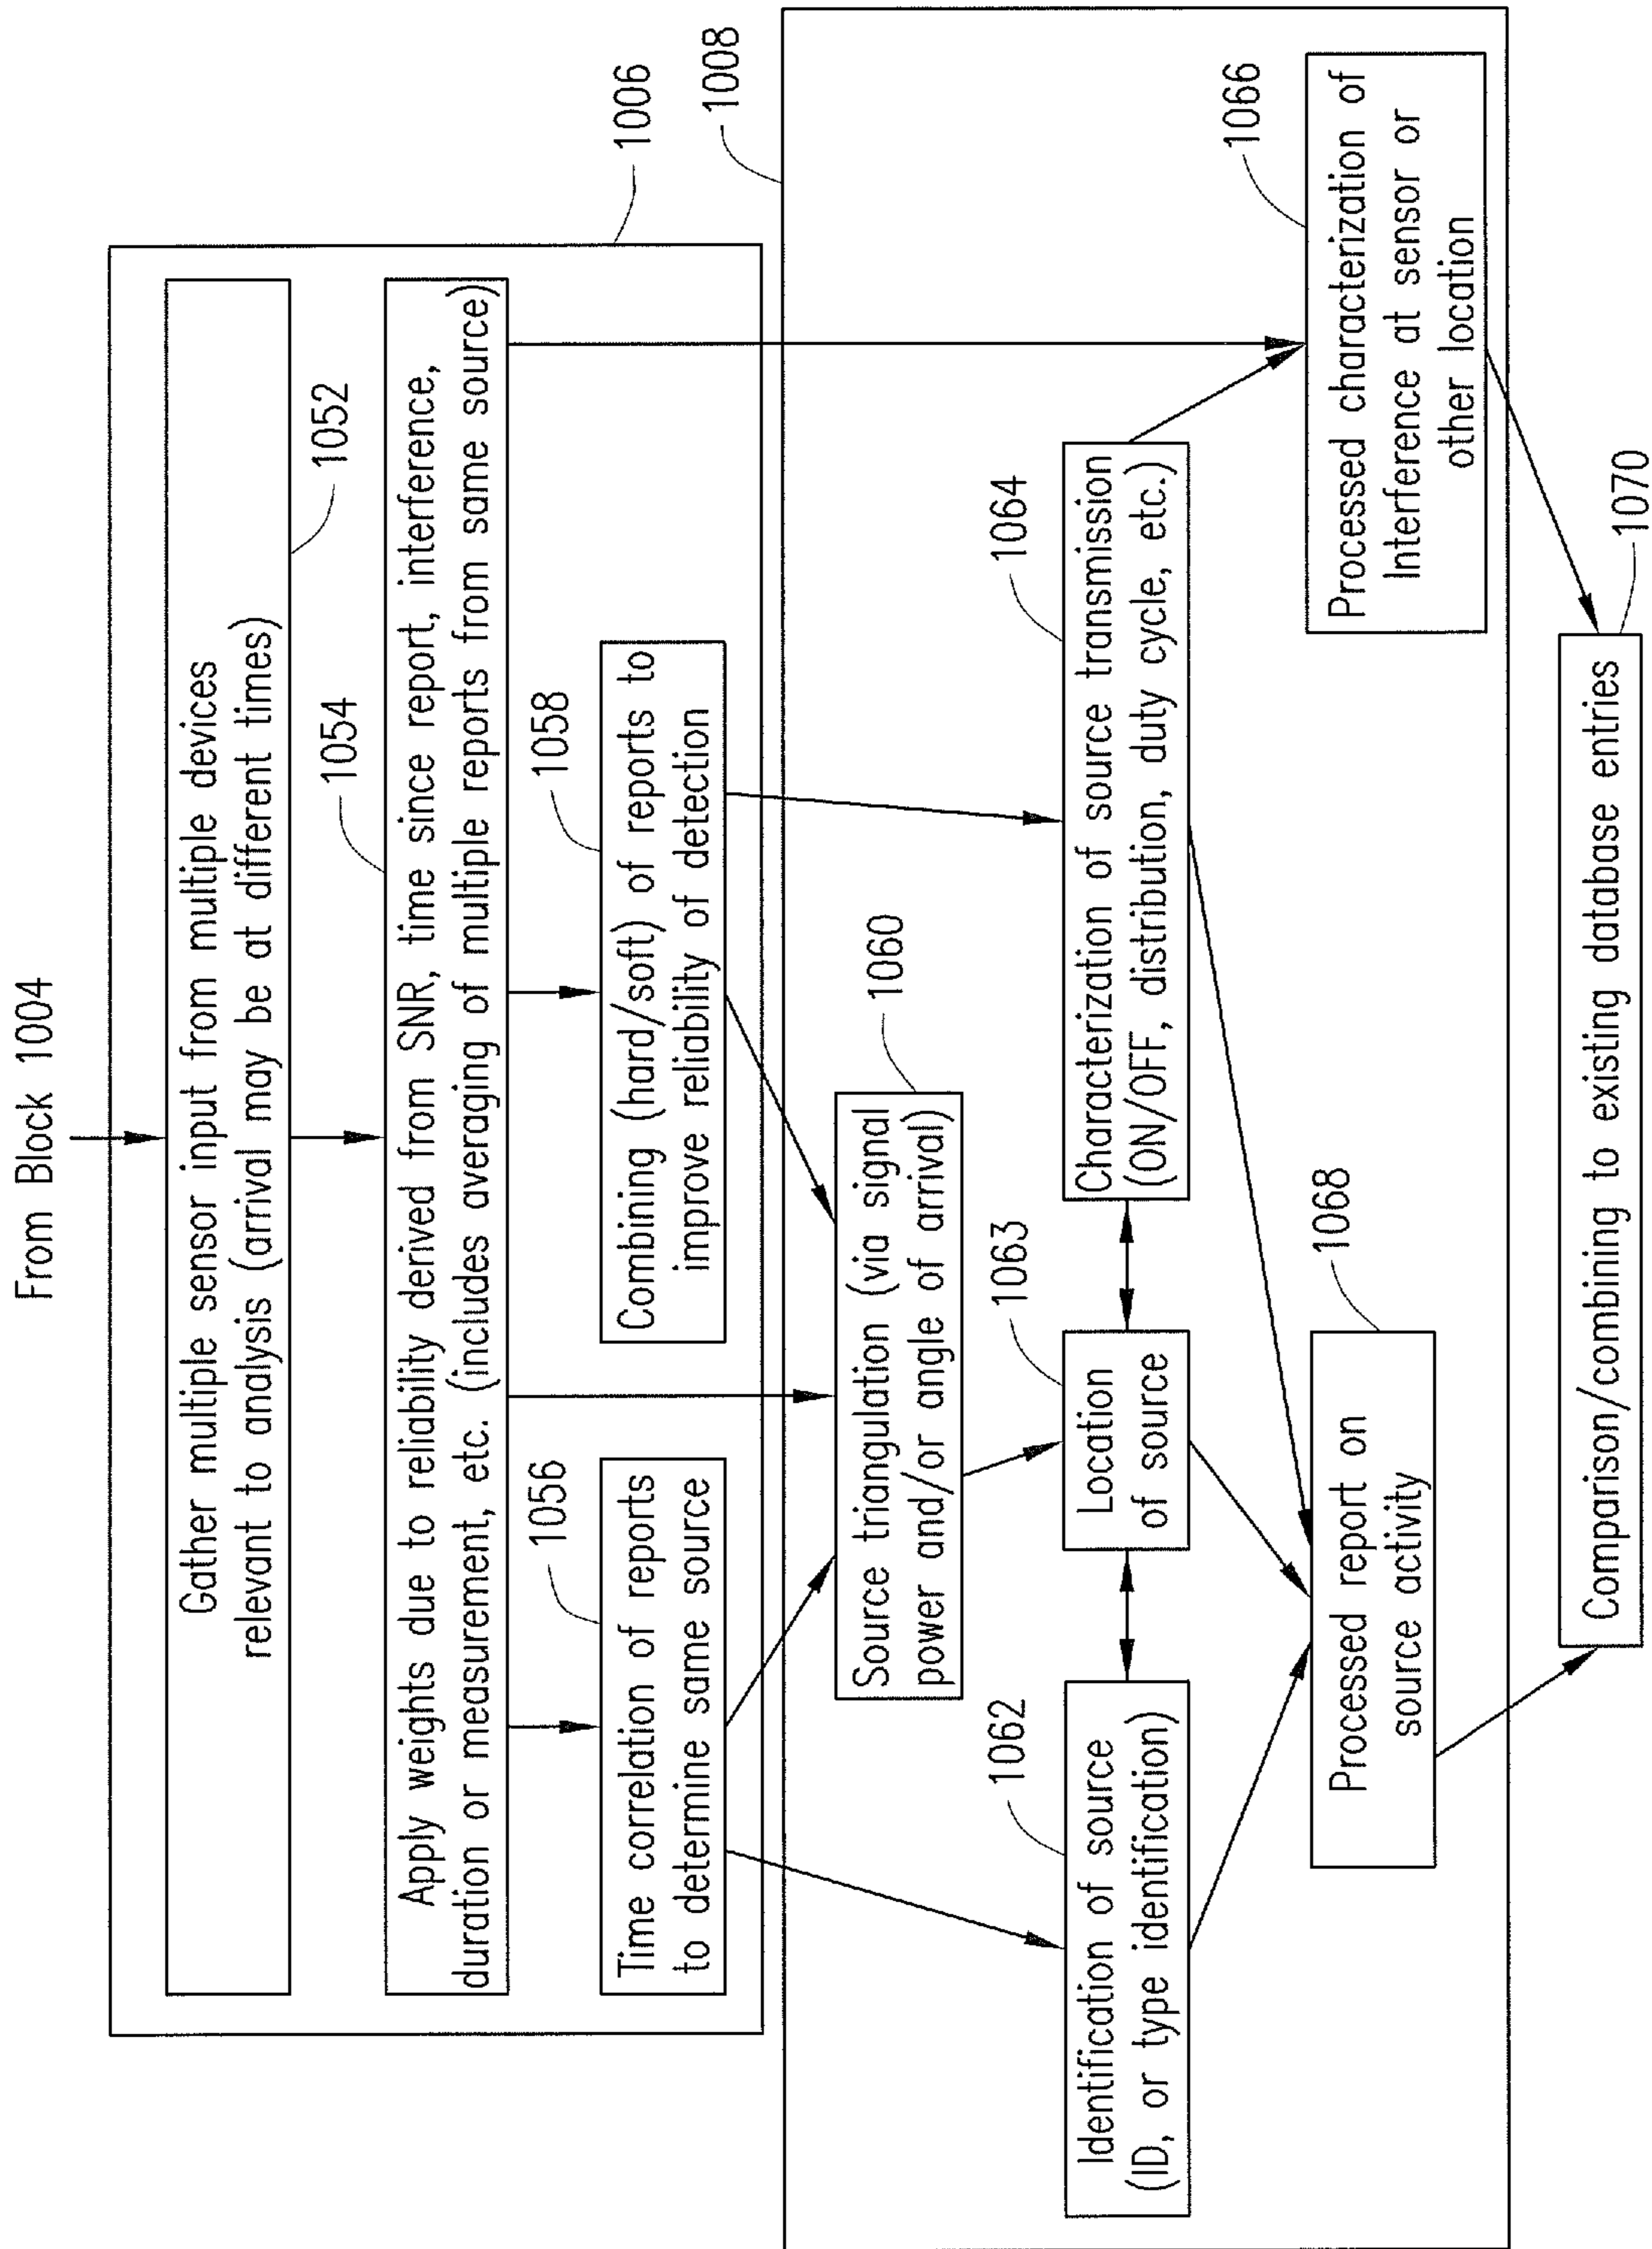 From Block 1004
Gather multiple sensor input from multiple devices
relevant to analysis (arrival may be at different times)
1052
1006
1054
Apply weights due to reliability derived from SNR, time since report, interference,
duration or measurement, etc. (includes averaging of multiple reports from same source)
1056
Time correlation of reports
to determine same source
1058
Combining (hard/soft) of reports to
improve reliability of detection
1008
1060
Source triangulation (via signal
power and/or angle of arrival)
1062
Identification of source
(ID, or type identification)
1063
Location
of source
1064
Characterization of source transmission
(ON/OFF, distribution, duty cycle, etc.)
1066
Processed characterization of
Interference at sensor or
other location
1068
Processed report on
source activity
1070
Comparison/combining to existing database entries